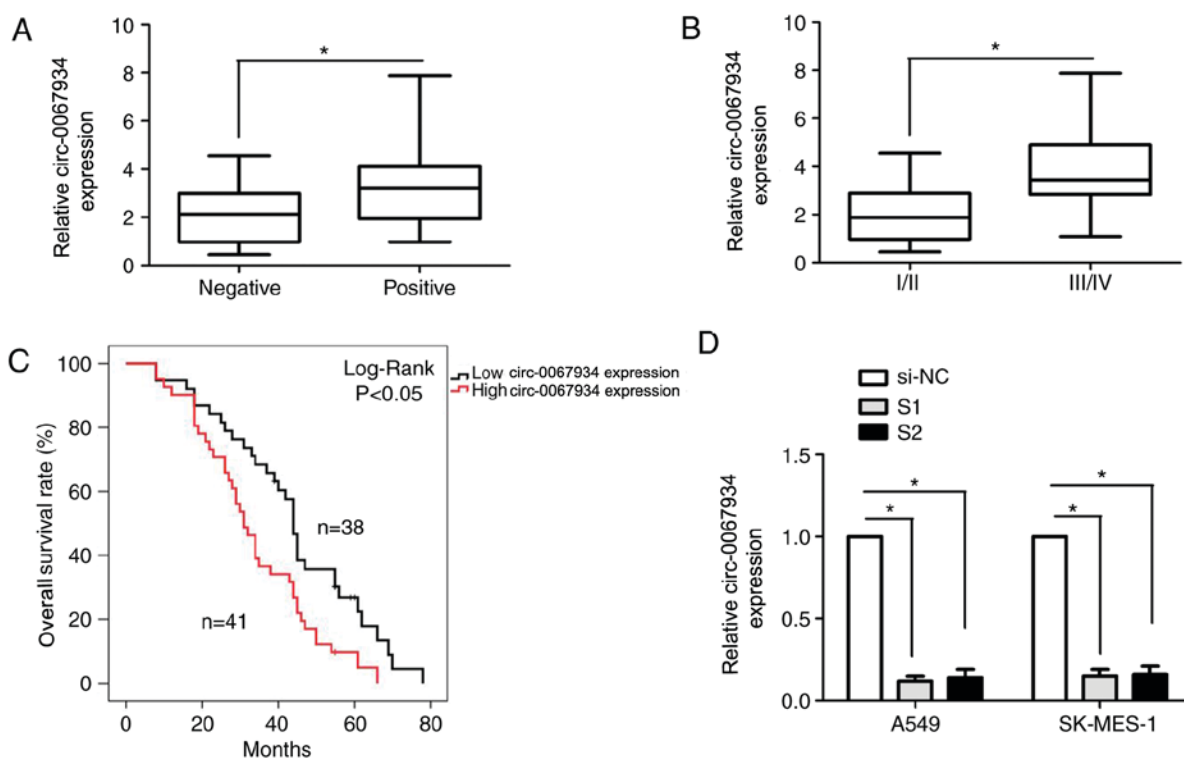 A
Relative circ-0067934
expression
10
8
6
4
2
0
*
Negative
Positive
B
Relative circ-0067934
expression
10
8
6
4
2
0
*
I/II
III/IV
C
Overall survival rate (%)
100
80
60
40
20
0
Log-Rank
P<0.05
Low circ-0067934 expression
High circ-0067934 expression
n=38
n=41
0
20
40
60
80
Months
D
si-NC
S1
S2
Relative circ-0067934
expression
1.5
1.0
0.5
0.0
*
*
*
*
A549
SK-MES-1